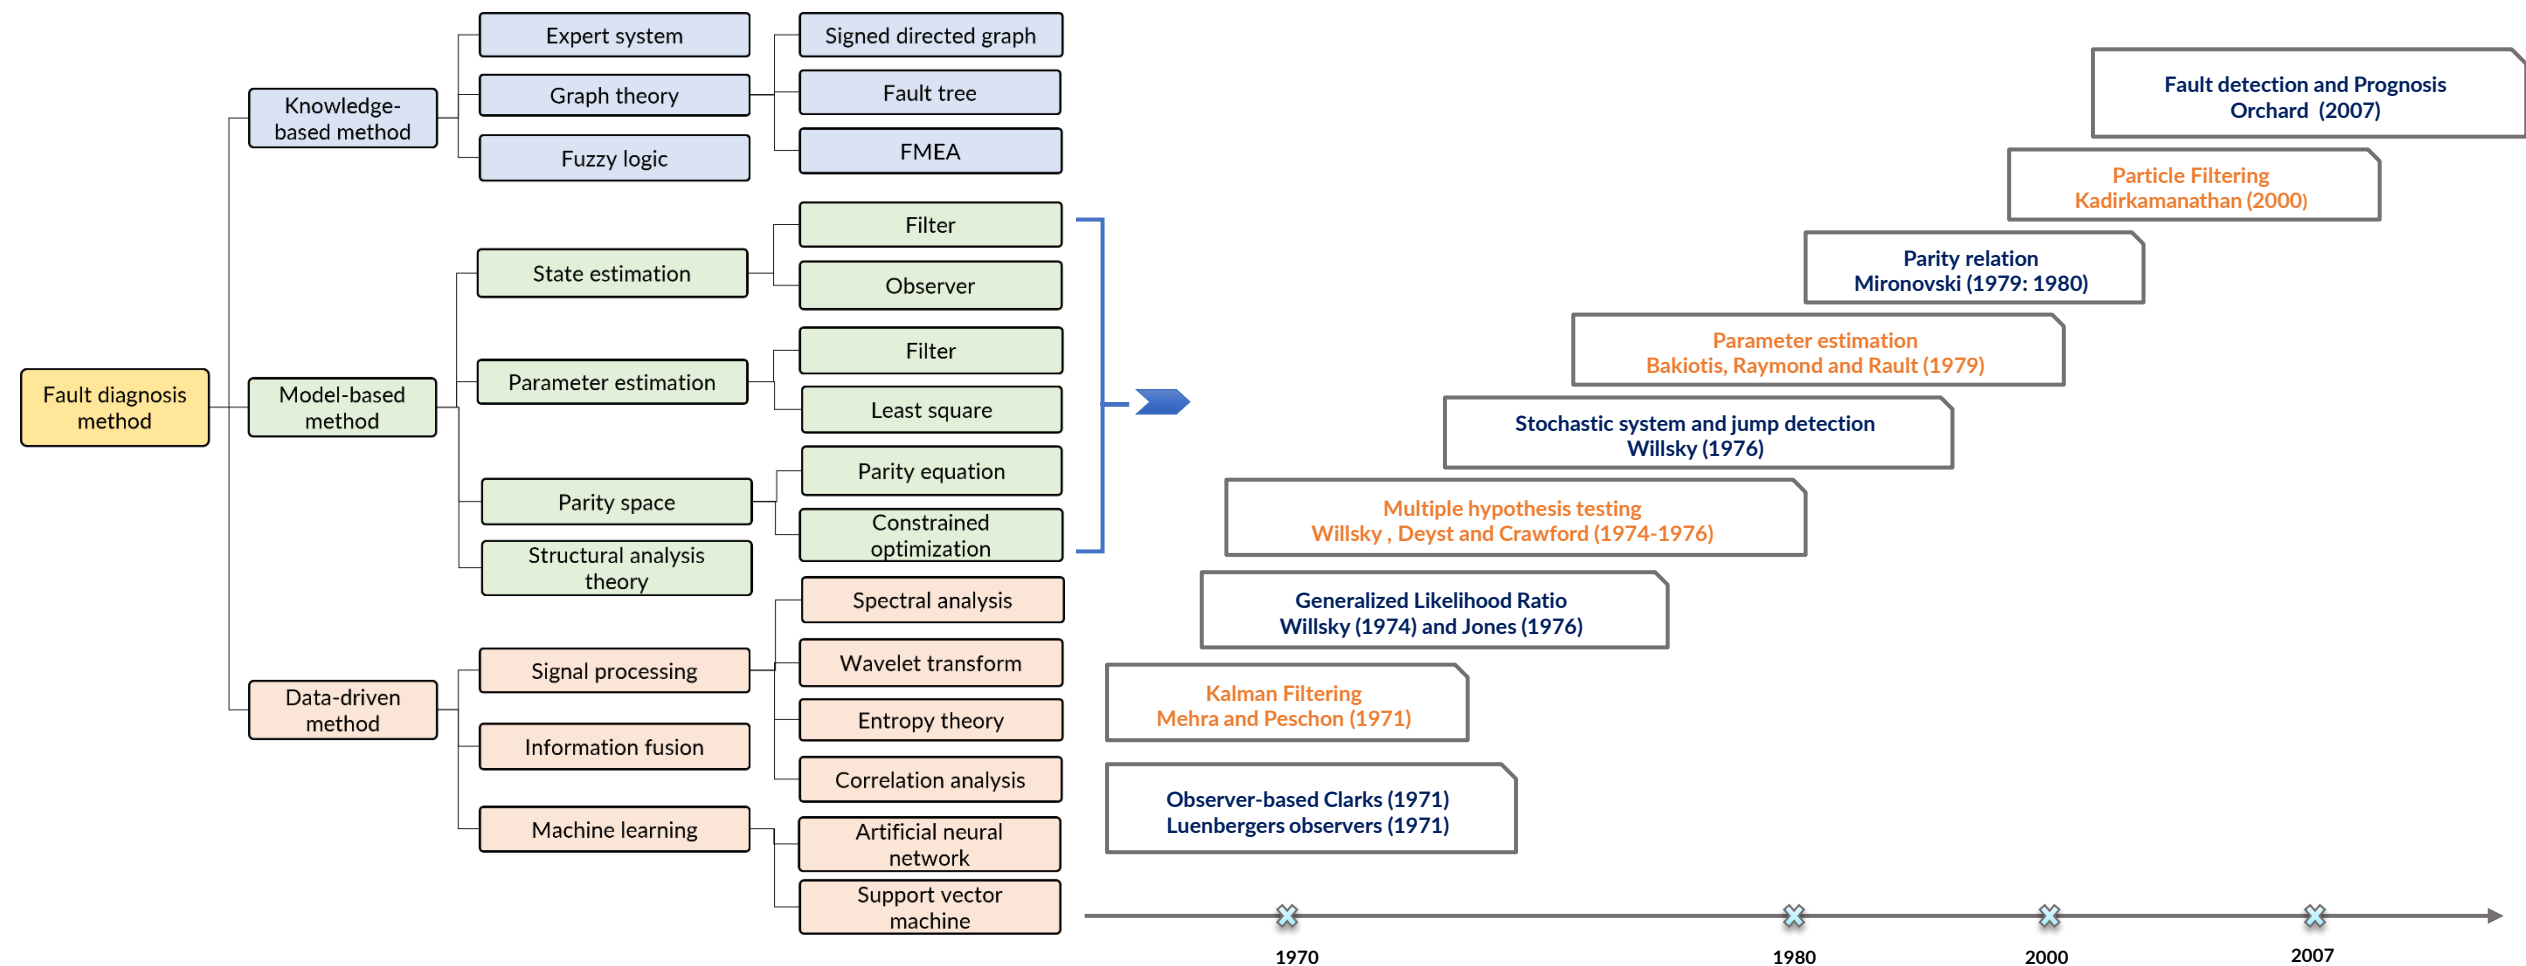 Fault diagnosis
method
Knowledge-
based method
Expert system
Graph theory
Fuzzy logic
Signed directed graph
Fault tree
FMEA
Model-based
method
State estimation
Filter
Observer
Parameter estimation
Filter
Least square
Parity space
Parity equation
Constrained
optimization
Structural analysis
theory
Data-driven
method
Signal processing
Spectral analysis
Wavelet transform
Entropy theory
Correlation analysis
Information fusion
Machine learning
Artificial neural
network
Support vector
machine
Fault detection and Prognosis
Orchard  (2007)
Particle Filtering
Kadirkamanathan (2000)
Parity relation
Mironovski (1979: 1980)
Parameter estimation
Bakiotis, Raymond and Rault (1979)
Stochastic system and jump detection
Willsky (1976)
Multiple hypothesis testing
Willsky , Deyst and Crawford (1974-1976)
Generalized Likelihood Ratio
Willsky (1974) and Jones (1976)
Kalman Filtering
Mehra and Peschon (1971)
Observer-based Clarks (1971)
Luenbergers observers (1971)
1970
1980
2000
2007